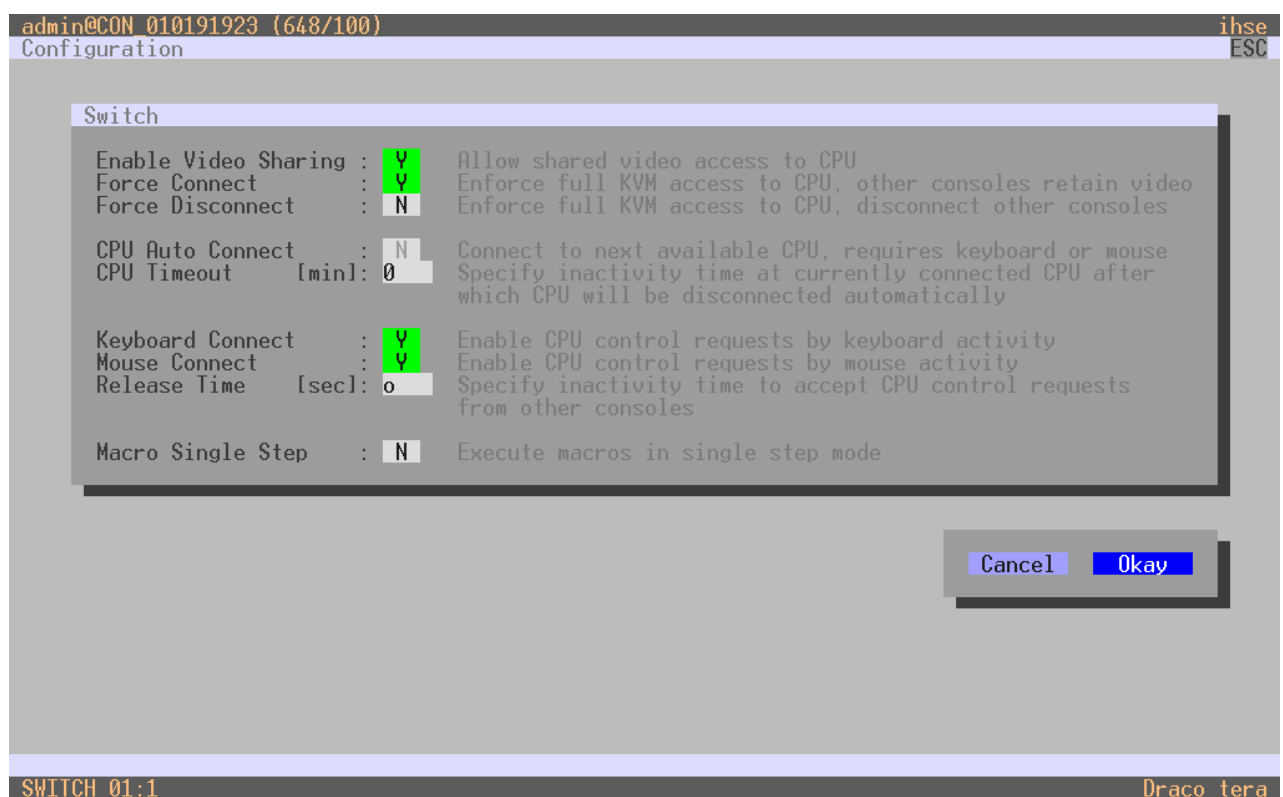 admin@CON_010191923 (648/100) ihse
Configuration ESC
Switch
Enable Video Sharing : Y Allow shared video access to CPU
Force Connect : Y Enforce full KVM access to CPU, other consoles retain video
Force Disconnect : N Enforce full KVM access to CPU, disconnect other consoles
CPU Auto Connect : N Connect to next available CPU, requires keyboard or mouse
CPU Timeout [min]: 0 Specify inactivity time at currently connected CPU after
which CPU will be disconnected automatically
Keyboard Connect : Y Enable CPU control requests by keyboard activity
Mouse Connect : Y Enable CPU control requests by mouse activity
Release Time [sec]: o Specify inactivity time to accept CPU control requests
from other consoles
Macro Single Step : N Execute macros in single step mode
Cancel Okay
SWITCH 01:1 Draco tera